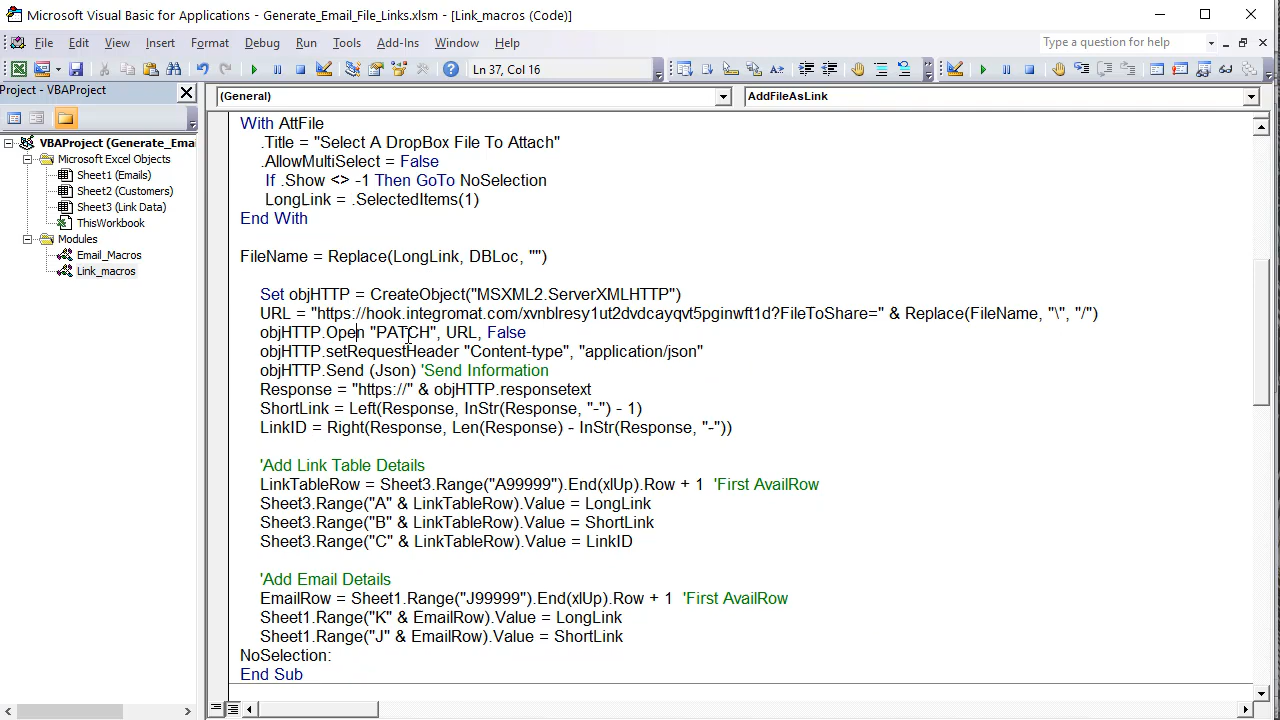 Microsoft Visual Basic for Applications - Generate_Email_File_Links.xlsm - [Link_macros (Code)]
File Edit View Insert Format Debug Run Tools Add-Ins Window Help Type a question for help
Ln 37, Col 16
Project - VBAProject
(General) AddFileAsLink
VBAProject (Generate_Emai
Microsoft Excel Objects
Sheet1 (Emails)
Sheet2 (Customers)
Sheet3 (Link Data)
ThisWorkbook
Modules
Email_Macros
Link_macros
With AttFile
.Title = "Select A DropBox File To Attach"
.AllowMultiSelect = False
If .Show <> -1 Then GoTo NoSelection
LongLink = .SelectedItems(1)
End With
FileName = Replace(LongLink, DBLoc, "")
Set objHTTP = CreateObject("MSXML2.ServerXMLHTTP")
URL = "https://hook.integromat.com/xvnblresy1ut2dvdcayqvt5pginwft1d?FileToShare=" & Replace(FileName, "\", "/")
objHTTP.Open "PATCH", URL, False
objHTTP.setRequestHeader "Content-type", "application/json"
objHTTP.Send (Json) 'Send Information
Response = "https://" & objHTTP.responsetext
ShortLink = Left(Response, InStr(Response, "-") - 1)
LinkID = Right(Response, Len(Response) - InStr(Response, "-"))
'Add Link Table Details
LinkTableRow = Sheet3.Range("A99999").End(xlUp).Row + 1 'First AvailRow
Sheet3.Range("A" & LinkTableRow).Value = LongLink
Sheet3.Range("B" & LinkTableRow).Value = ShortLink
Sheet3.Range("C" & LinkTableRow).Value = LinkID
'Add Email Details
EmailRow = Sheet1.Range("J99999").End(xlUp).Row + 1 'First AvailRow
Sheet1.Range("K" & EmailRow).Value = LongLink
Sheet1.Range("J" & EmailRow).Value = ShortLink
NoSelection:
End Sub